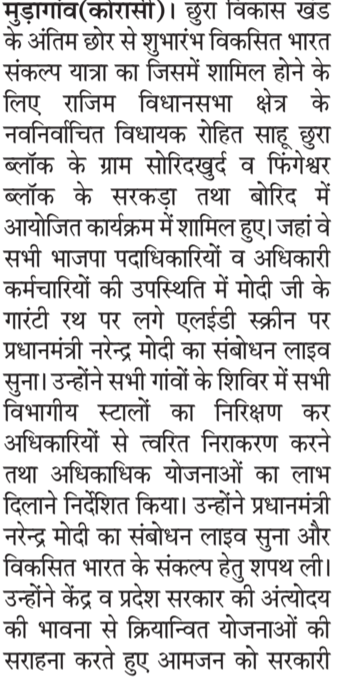 मुड़ागांव(कोरासी)। छुरा विकास खंड
के अंतिम छोर से शुभारंभ विकसित भारत
संकल्प यात्रा का जिसमें शामिल होने के
लिए राजिम विधानसभा क्षेत्र के
नवनिर्वाचित विधायक रोहित साहू छुरा
ब्लॉक के ग्राम सोरिदखुर्द व फिंगेश्वर
ब्लॉक के सरकड़ा तथा बोरिद में
आयोजित कार्यक्रम में शामिल हुए। जहां वे
सभी भाजपा पदाधिकारियों व अधिकारी
कर्मचारियों की उपस्थिति में मोदी जी के
गारंटी रथ पर लगे एलईडी स्क्रीन पर
प्रधानमंत्री नरेन्द्र मोदी का संबोधन लाइव
सुना। उन्होंने सभी गांवों के शिविर में सभी
विभागीय स्टालों का निरिक्षण कर
अधिकारियों से त्वरित निराकरण करने
तथा अधिकाधिक योजनाओं का लाभ
दिलाने निर्देशित किया। उन्होंने प्रधानमंत्री
नरेन्द्र मोदी का संबोधन लाइव सुना और
विकसित भारत के संकल्प हेतु शपथ ली।
उन्होंने केंद्र व प्रदेश सरकार की अंत्योदय
की भावना से क्रियान्वित योजनाओं की
सराहना करते हुए आमजन को सरकारी